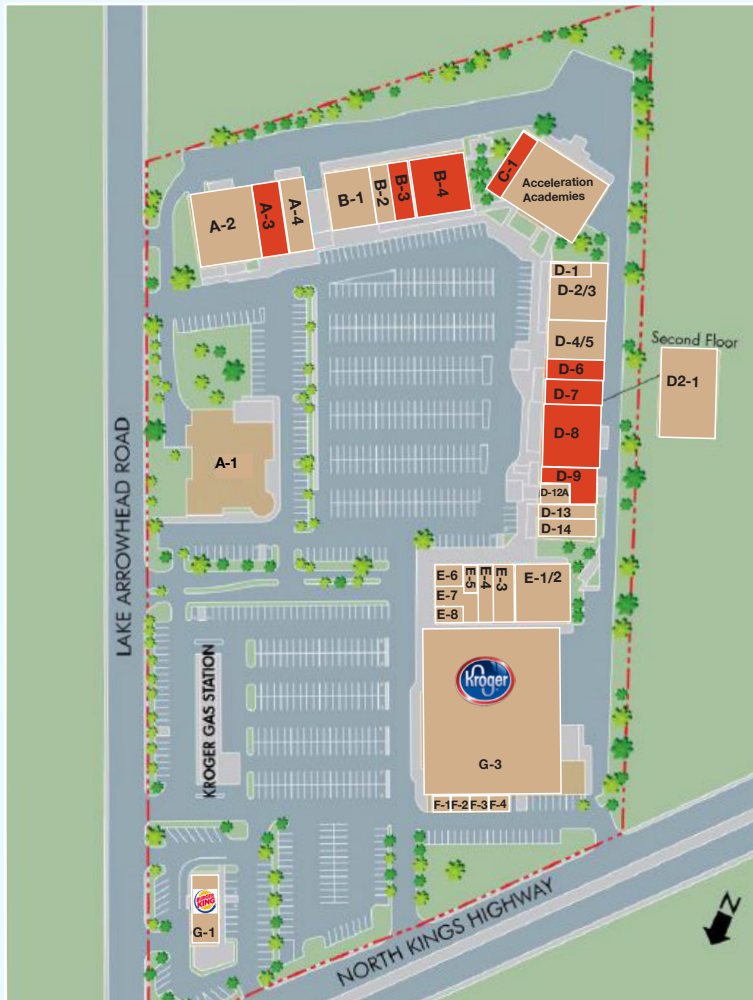 A-2
A-3
A-4
B-1
B-2
B-3
B-4
C-1
Acceleration
Academies
D-1
D-2/3
D-4/5
D-6
D-7
D-8
D-9
D-12A
D-13
D-14
Second Floor
D2-1
A-1
LAKE ARROWHEAD ROAD
E-6
E-7
E-8
E-5
E-4
E-3
E-1/2
KROGER GAS STATION
Kroger
G-3
F-1
F-2
F-3
F-4
BURGER
KING
G-1
NORTH KINGS HIGHWAY
N